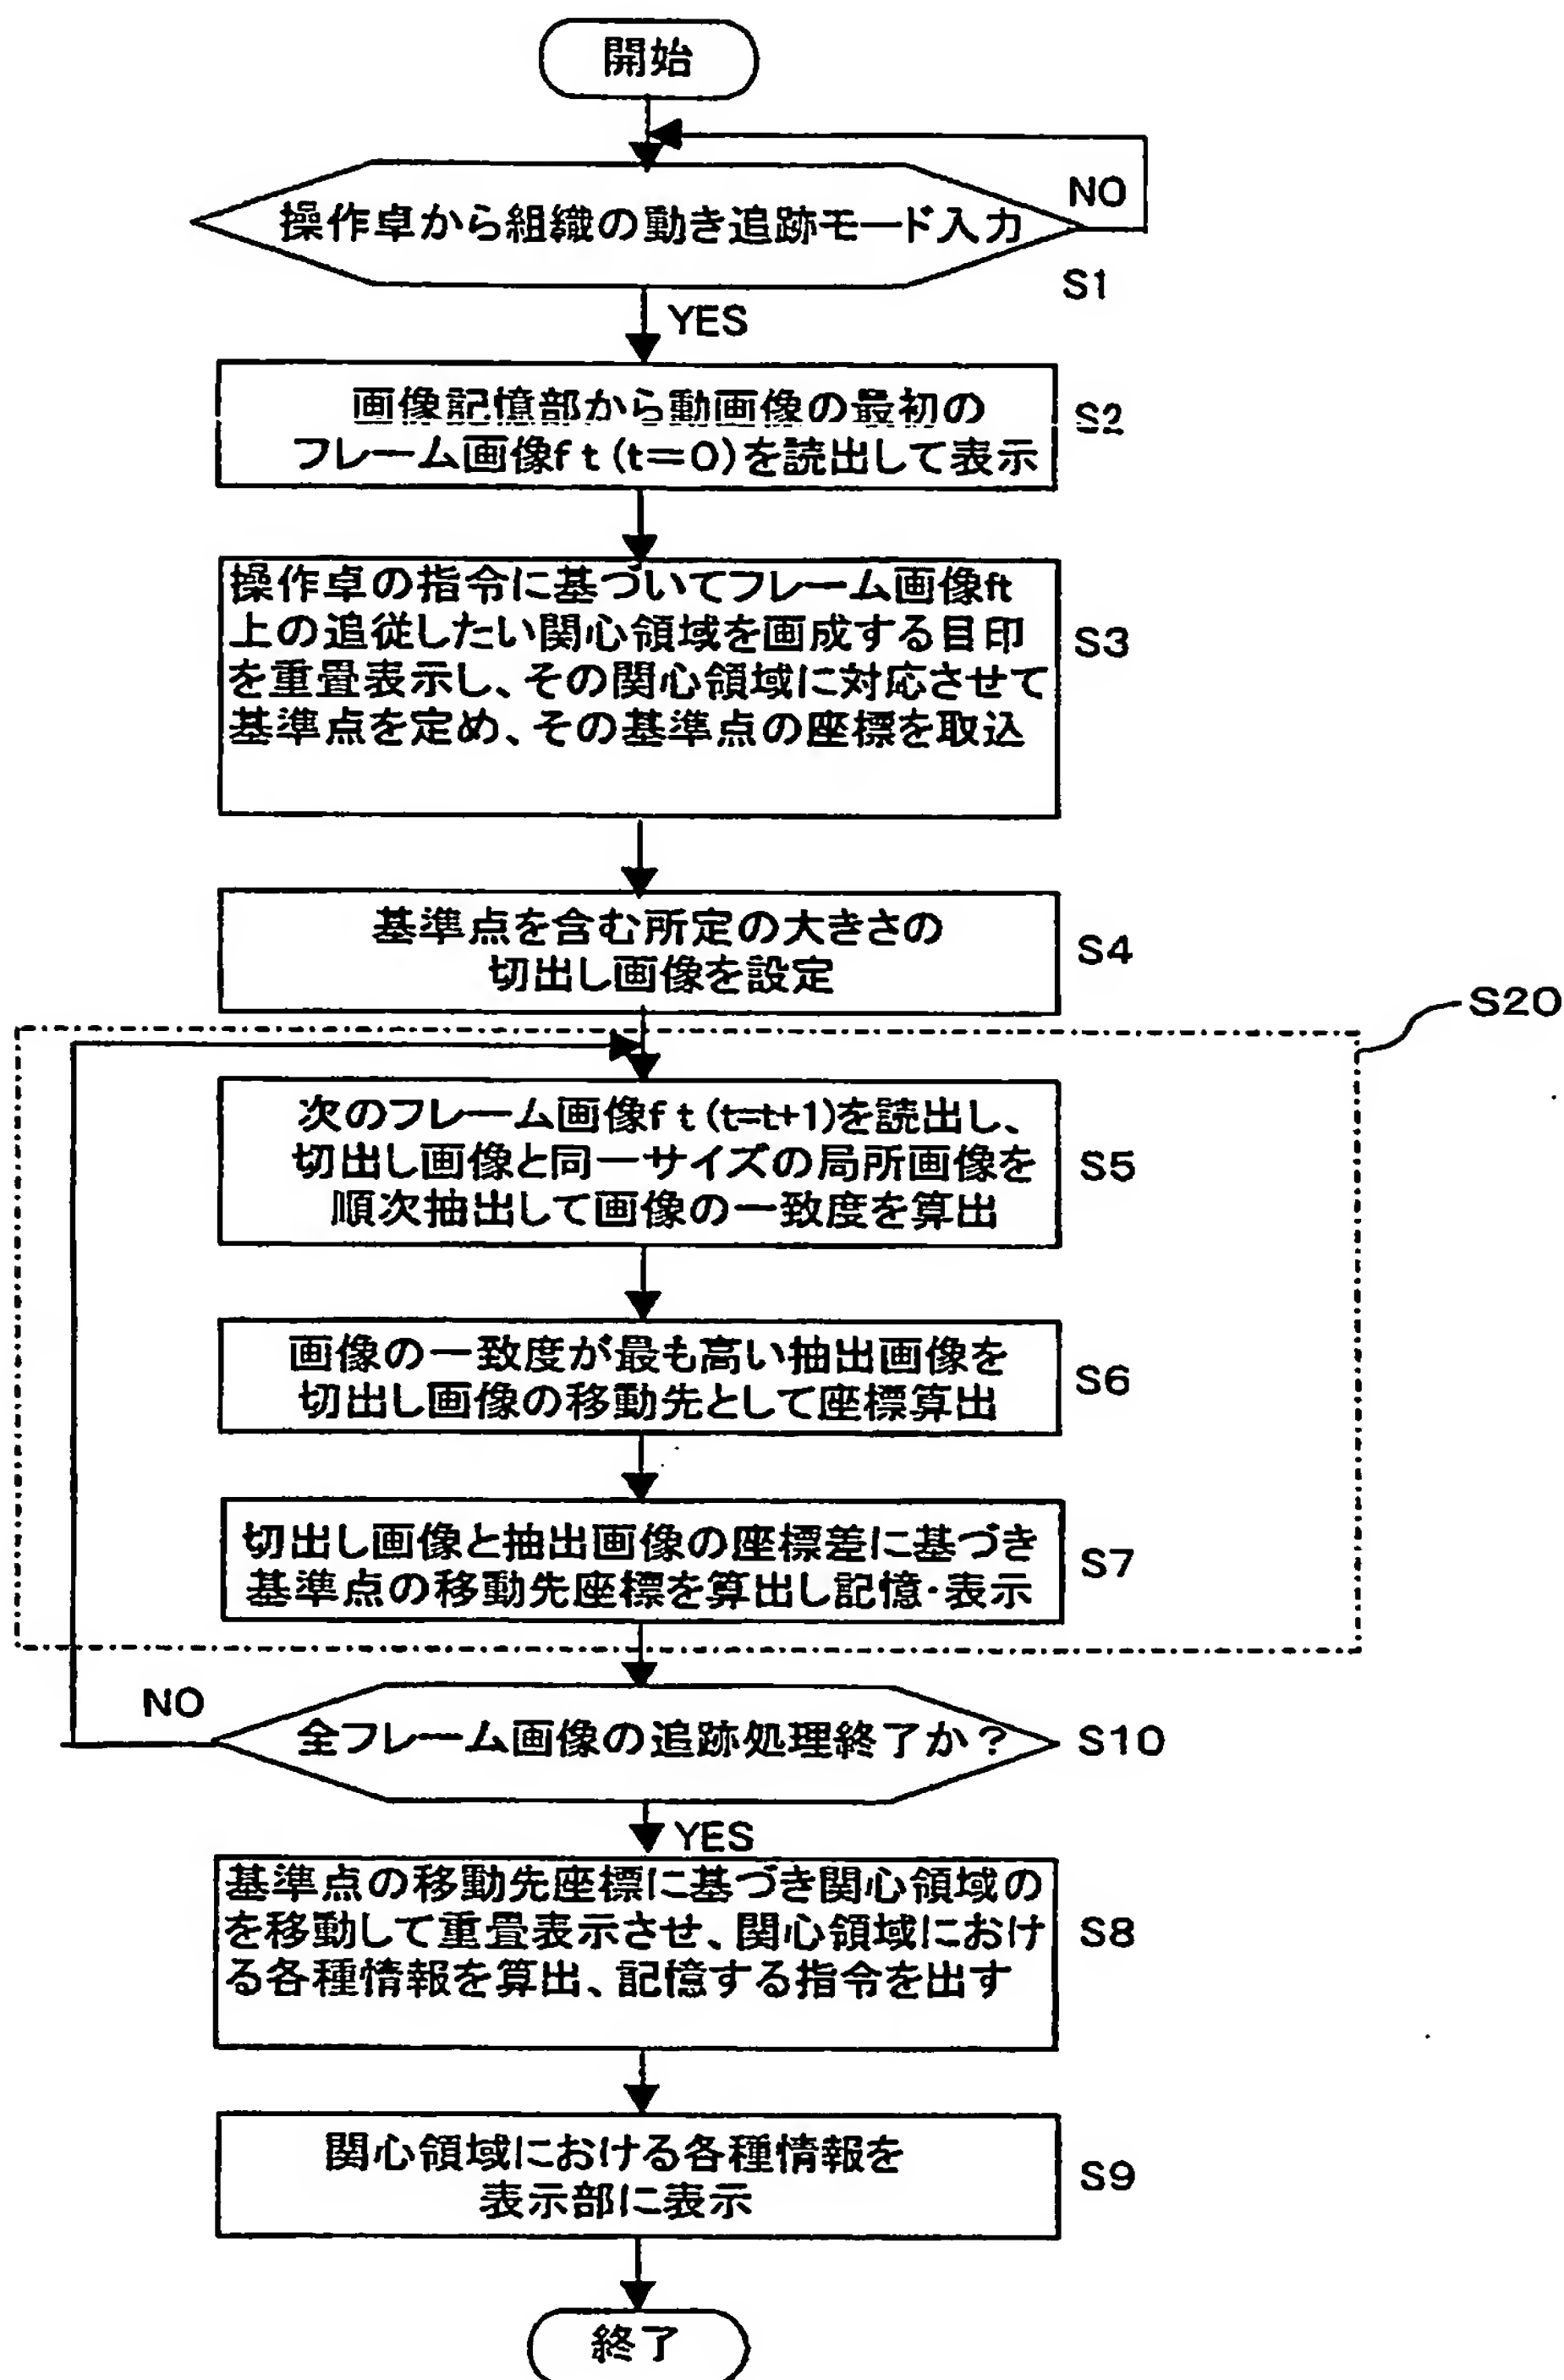 開始
NO
操作卓から組織の動き追跡モード入力
S1
YES
画像記憶部から動画像の最初の
フレーム画像f t (t=0)を読出して表示
S2
操作卓の指令に基づいてフレーム画像ft
上の追従したい関心領域を画成する目印
を重畳表示し、その関心領域に対応させて
基準点を定め、その基準点の座標を取込
S3
基準点を含む所定の大きさの
切出し画像を設定
S4
S20
次のフレーム画像f t (t=t+1)を読出し、
切出し画像と同一サイズの局所画像を
順次抽出して画像の一致度を算出
S5
画像の一致度が最も高い抽出画像を
切出し画像の移動先として座標算出
S6
切出し画像と抽出画像の座標差に基づき
基準点の移動先座標を算出し記憶・表示
S7
NO
全フレーム画像の追跡処理終了か?
S10
YES
基準点の移動先座標に基づき関心領域の
を移動して重畳表示させ、関心領域におけ
る各種情報を算出、記憶する指令を出す
S8
関心領域における各種情報を
表示部に表示
S9
終了